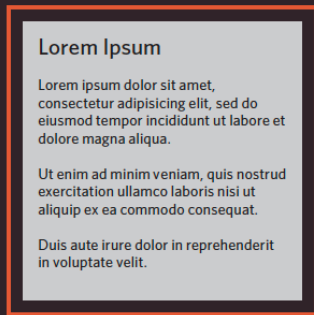 Lorem Ipsum
Lorem ipsum dolor sit amet,
consectetur adipisicing elit, sed do
eiusmod tempor incididunt ut labore et
dolore magna aliqua.
Ut enim ad minim veniam, quis nostrud
exercitation ullamco laboris nisi ut
aliquip ex ea commodo consequat.
Duis aute irure dolor in reprehenderit
in voluptate velit.